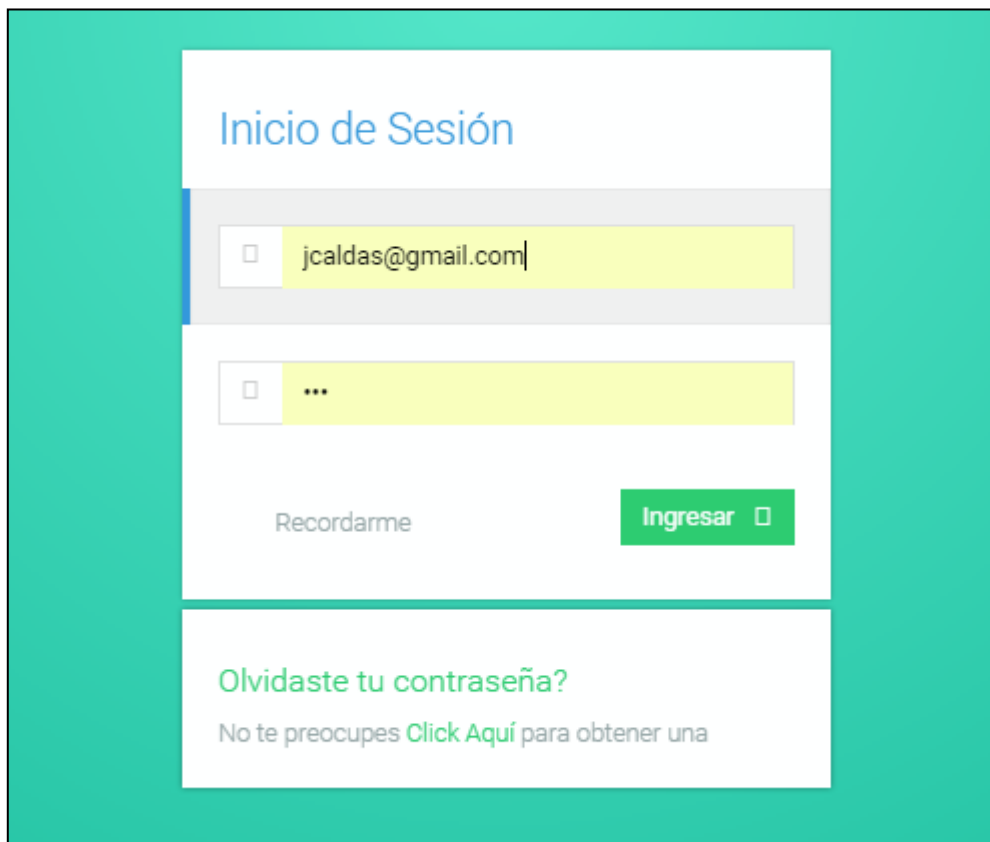 Inicio de Sesión
jcaldas@gmail.com
•••
Recordarme
Ingresar
Olvidaste tu contraseña?
No te preocupes Click Aquí para obtener una